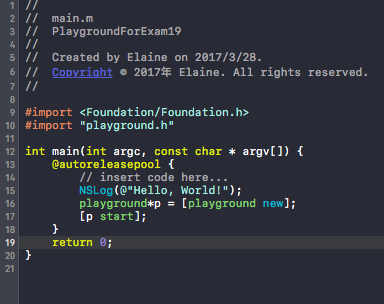 1 //
2 //  main.m
3 //  PlaygroundForExam19
4 //
5 //  Created by Elaine on 2017/3/28.
6 //  Copyright © 2017年 Elaine. All rights reserved.
7 //
8
9 #import <Foundation/Foundation.h>
10 #import "playground.h"
11
12 int main(int argc, const char * argv[]) {
13     @autoreleasepool {
14         // insert code here...
15         NSLog(@"Hello, World!");
16         playground*p = [playground new];
17         [p start];
18     }
19     return 0;
20 }
21